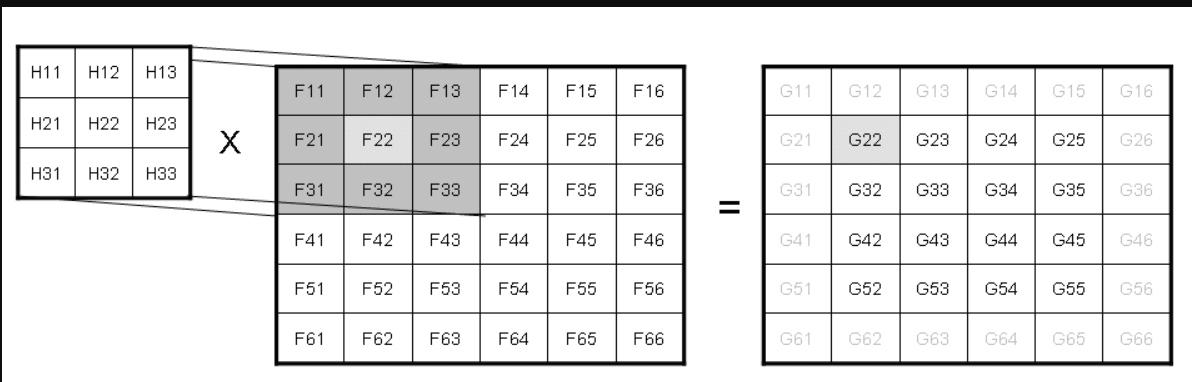 H11 H12 H13
H21 H22 H23
H31 H32 H33
X
F11 F12 F13 F14 F15 F16
F21 F22 F23 F24 F25 F26
F31 F32 F33 F34 F35 F36
F41 F42 F43 F44 F45 F46
F51 F52 F53 F54 F55 F56
F61 F62 F63 F64 F65 F66
=
G11 G12 G13 G14 G15 G16
G21 G22 G23 G24 G25 G26
G31 G32 G33 G34 G35 G36
G41 G42 G43 G44 G45 G46
G51 G52 G53 G54 G55 G56
G61 G62 G63 G64 G65 G66